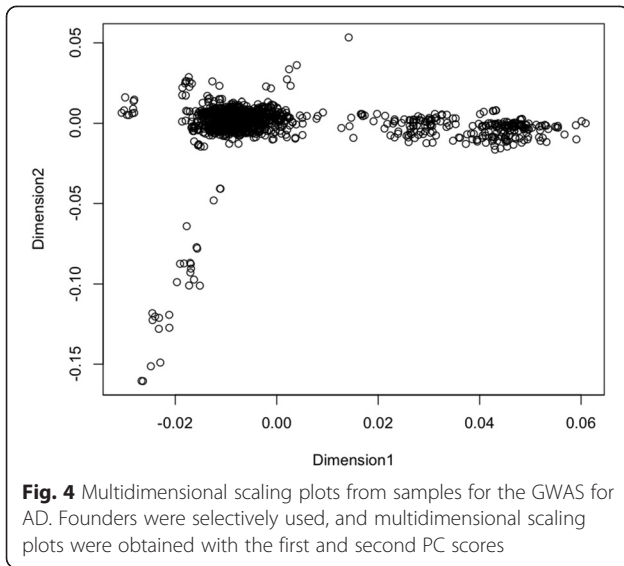 0.05
0.00
-0.05
-0.10
-0.15
Dimension2
-0.02
0.00
0.02
0.04
0.06
Dimension1
Fig. 4 Multidimensional scaling plots from samples for the GWAS for
AD. Founders were selectively used, and multidimensional scaling
plots were obtained with the first and second PC scores